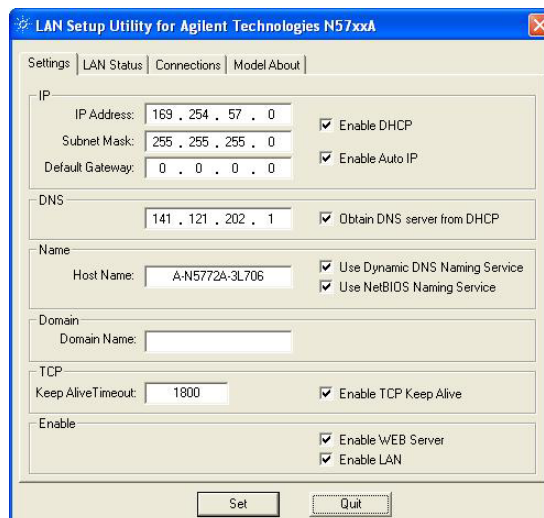 LAN Setup Utility for Agilent Technologies N57xxA
Settings LAN Status Connections Model About
IP
IP Address: 169 . 254 . 57 . 0
Enable DHCP
Subnet Mask: 255 . 255 . 255 . 0
Enable Auto IP
Default Gateway: 0 . 0 . 0 . 0
DNS
141 . 121 . 202 . 1 Obtain DNS server from DHCP
Name
Host Name: A-N5772A-3L706
Use Dynamic DNS Naming Service
Use NetBIOS Naming Service
Domain
Domain Name:
TCP
Keep AliveTimeout: 1800 Enable TCP Keep Alive
Enable
Enable WEB Server
Enable LAN
Set Quit